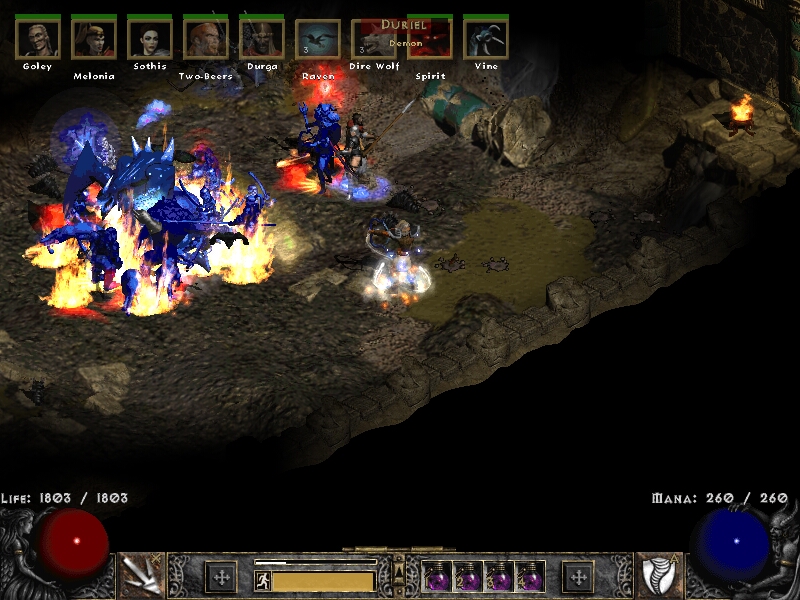 Duriel
Demon
3
3
Goley
Melonia
Sothis
Two-Beers
Durga
Raven
Dire Wolf
Spirit
Vine
Life: 1803 / 1803
Mana: 260 / 260